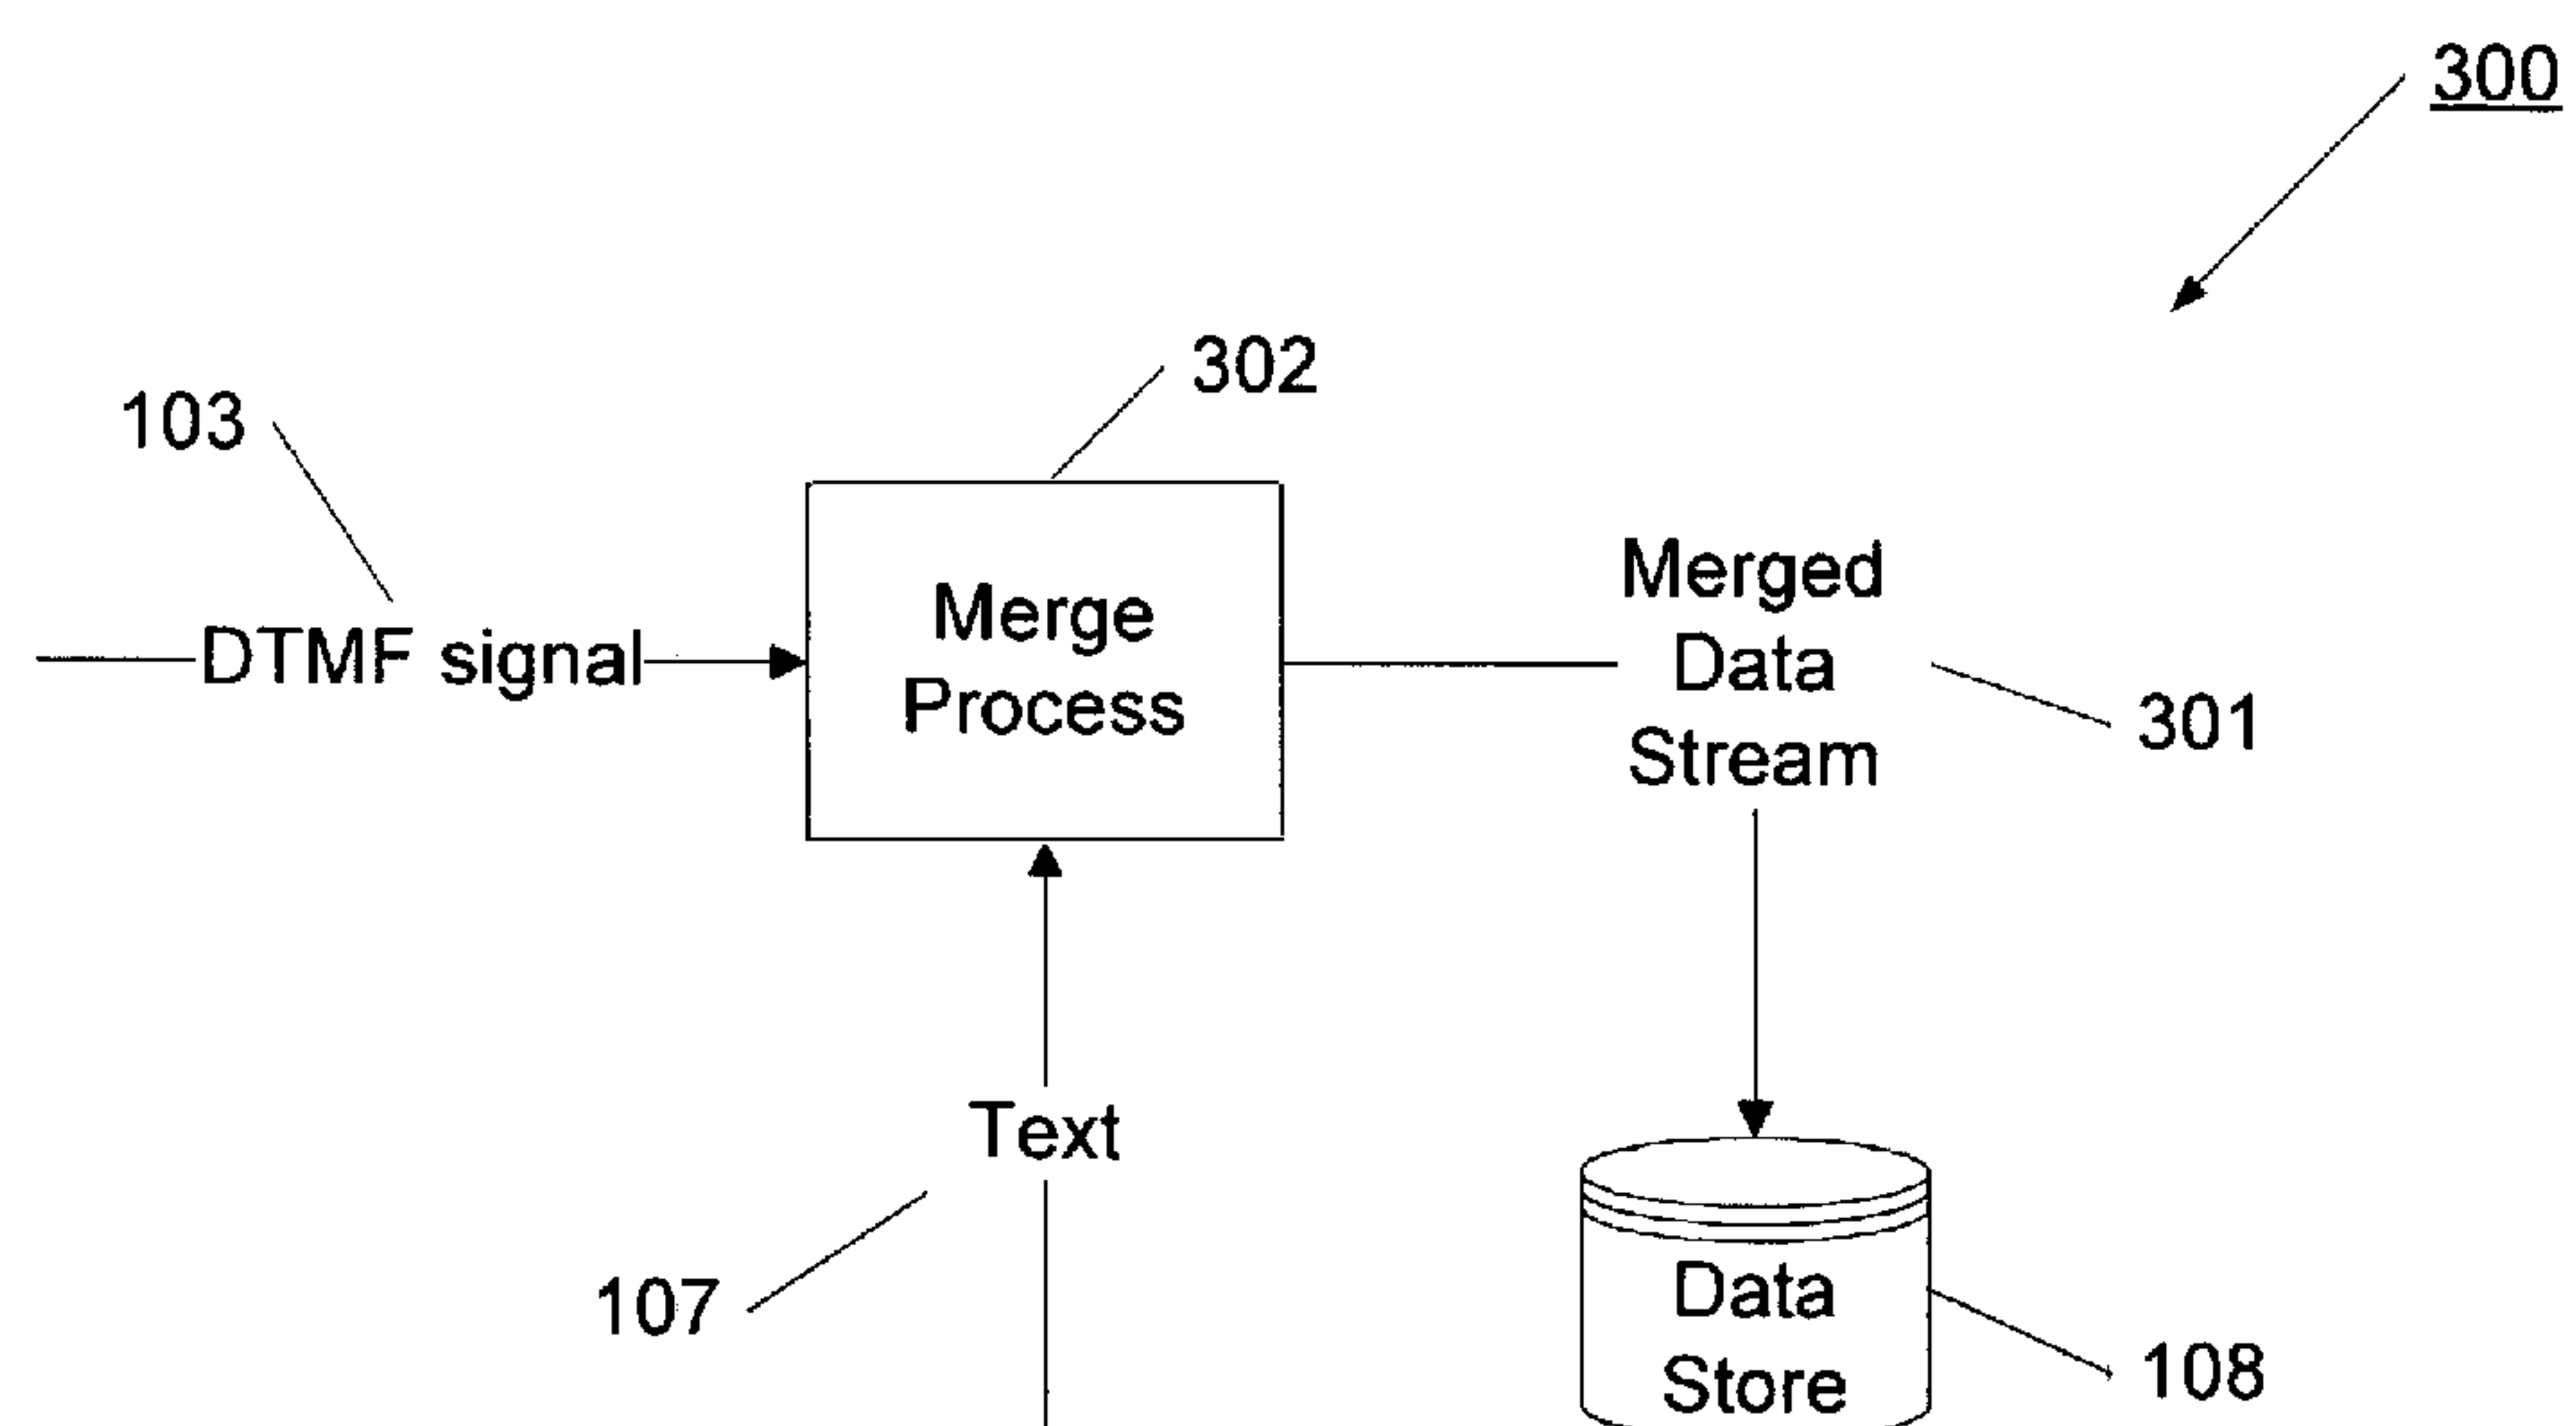 300
302
103
Merge
Process
DTMF signal
Merged
Data
Stream
301
Text
107
Data
Store
108